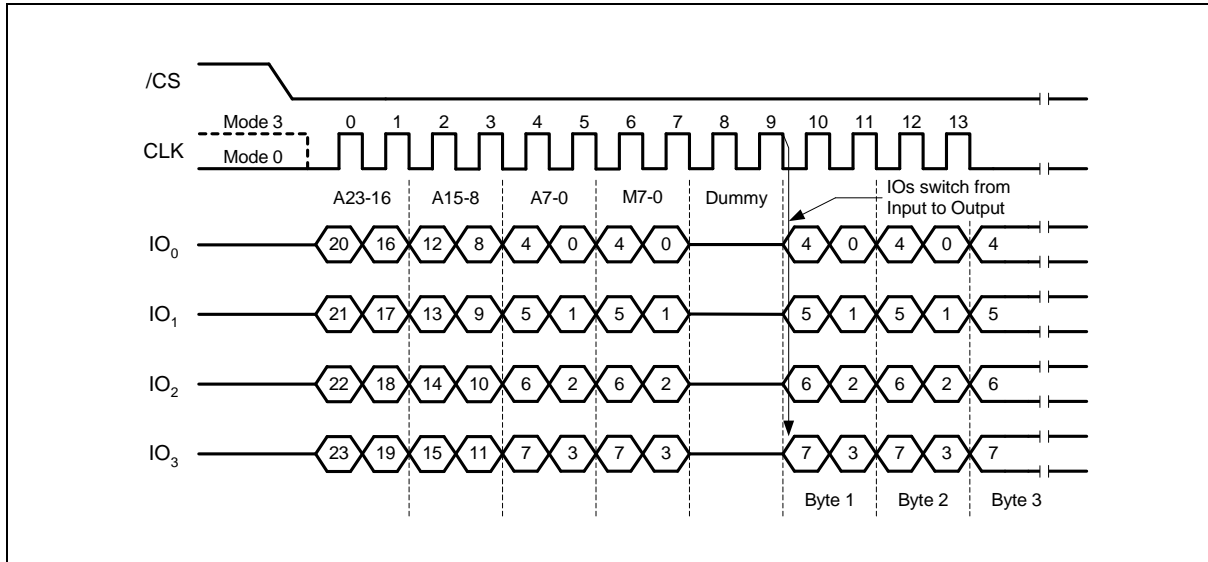 /CS
Mode 3 0 1 2 3 4 5 6 7 8 9 10 11 12 13
CLK
Mode 0
IOs switch from
Input to Output
A23-16 A15-8 A7-0 M7-0 Dummy
IO0 20 16 12 8 4 0 4 0 4 0 4 0 4
IO1 21 17 13 9 5 1 5 1 5 1 5 1 5
IO2 22 18 14 10 6 2 6 2 6 2 6 2 6
IO3 23 19 15 11 7 3 7 3 7 3 7 3 7
Byte 1 Byte 2 Byte 3